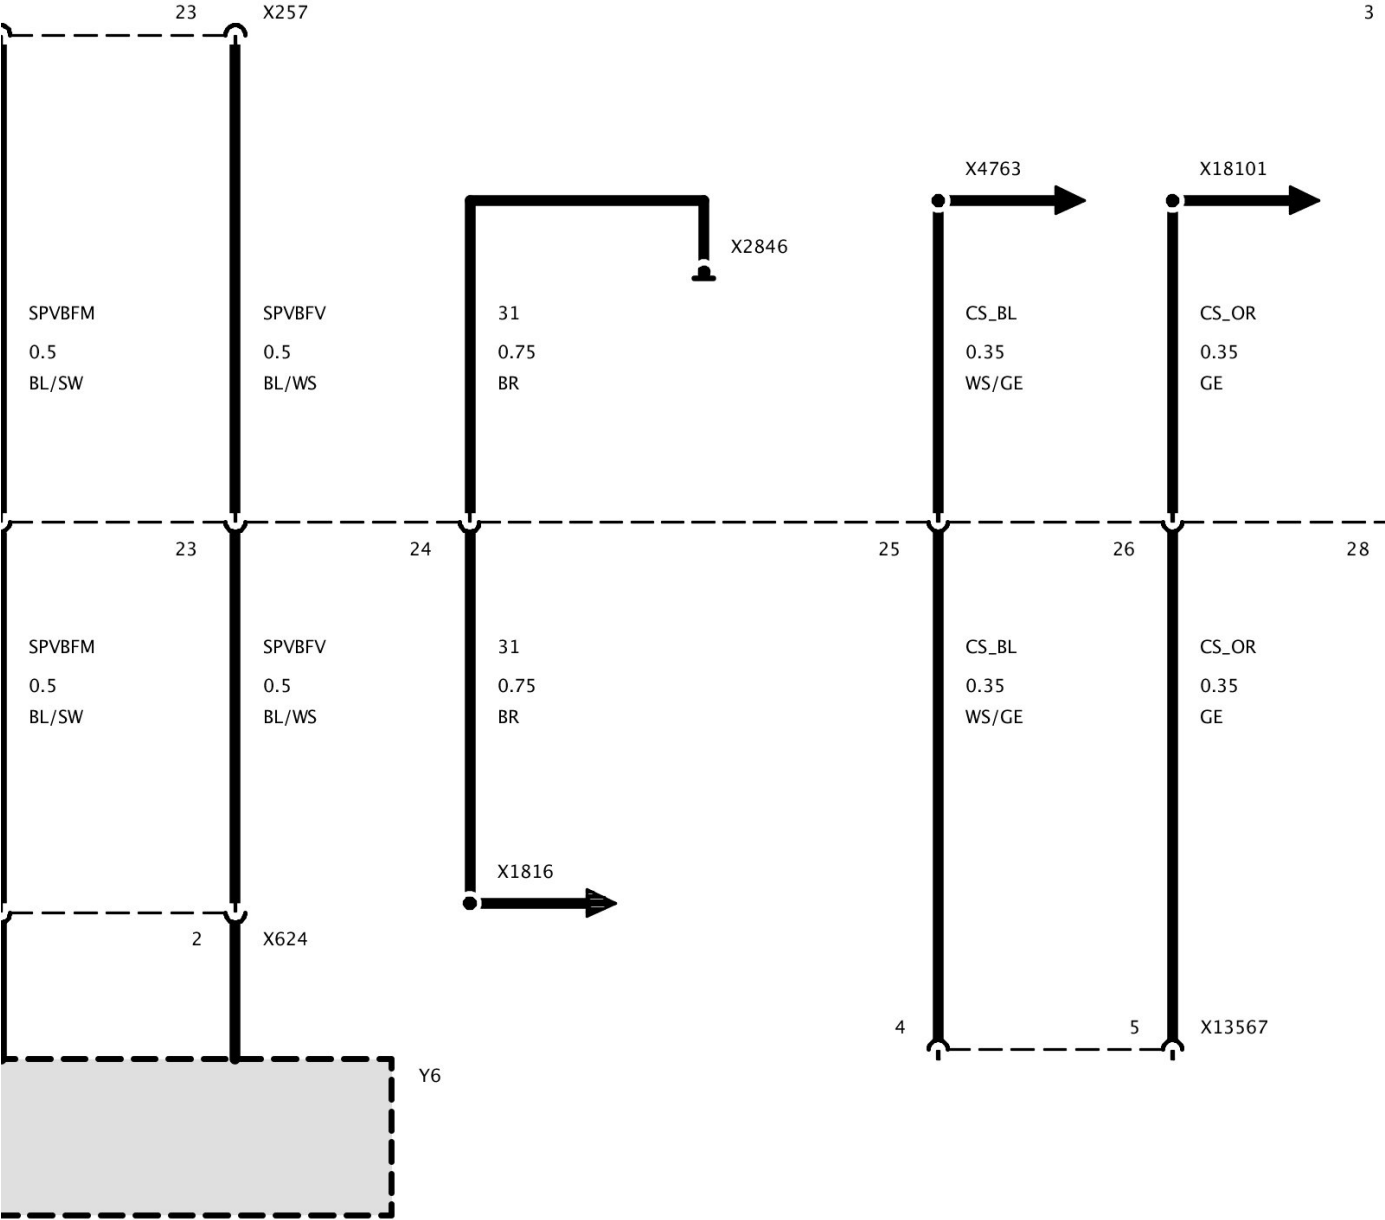 23 X257 3
X4763 X18101
X2846
SPVBFM SPVBFV 31 CS_BL CS_OR
0.5 0.5 0.75 0.35 0.35
BL/SW BL/WS BR WS/GE GE
23 24 25 26 28
SPVBFM SPVBFV 31 CS_BL CS_OR
0.5 0.5 0.75 0.35 0.35
BL/SW BL/WS BR WS/GE GE
X1816
2 X624
4 5 X13567
Y6